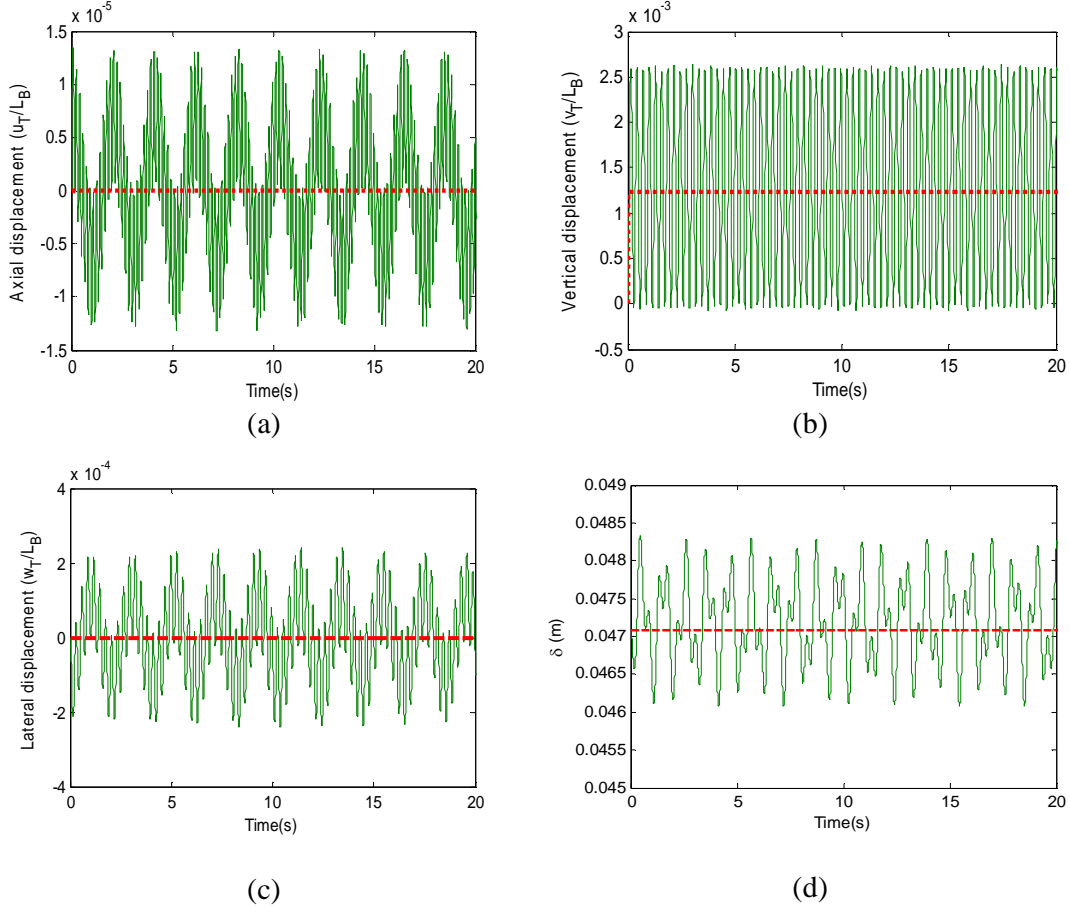 x 10^-5
1.5
1
0.5
0
-0.5
-1
-1.5
0 5 10 15 20
Axial displacement (u_T/L_B)
Time(s)
(a)
x 10^-3
3
2.5
2
1.5
1
0.5
0
-0.5
0 5 10 15 20
Vertical displacement (v_T/L_B)
Time(s)
(b)
x 10^-4
4
2
0
-2
-4
0 5 10 15 20
Lateral displacement (w_T/L_B)
Time(s)
(c)
0.049
0.0485
0.048
0.0475
0.047
0.0465
0.046
0.0455
0.045
0 5 10 15 20
δ (m)
Time(s)
(d)